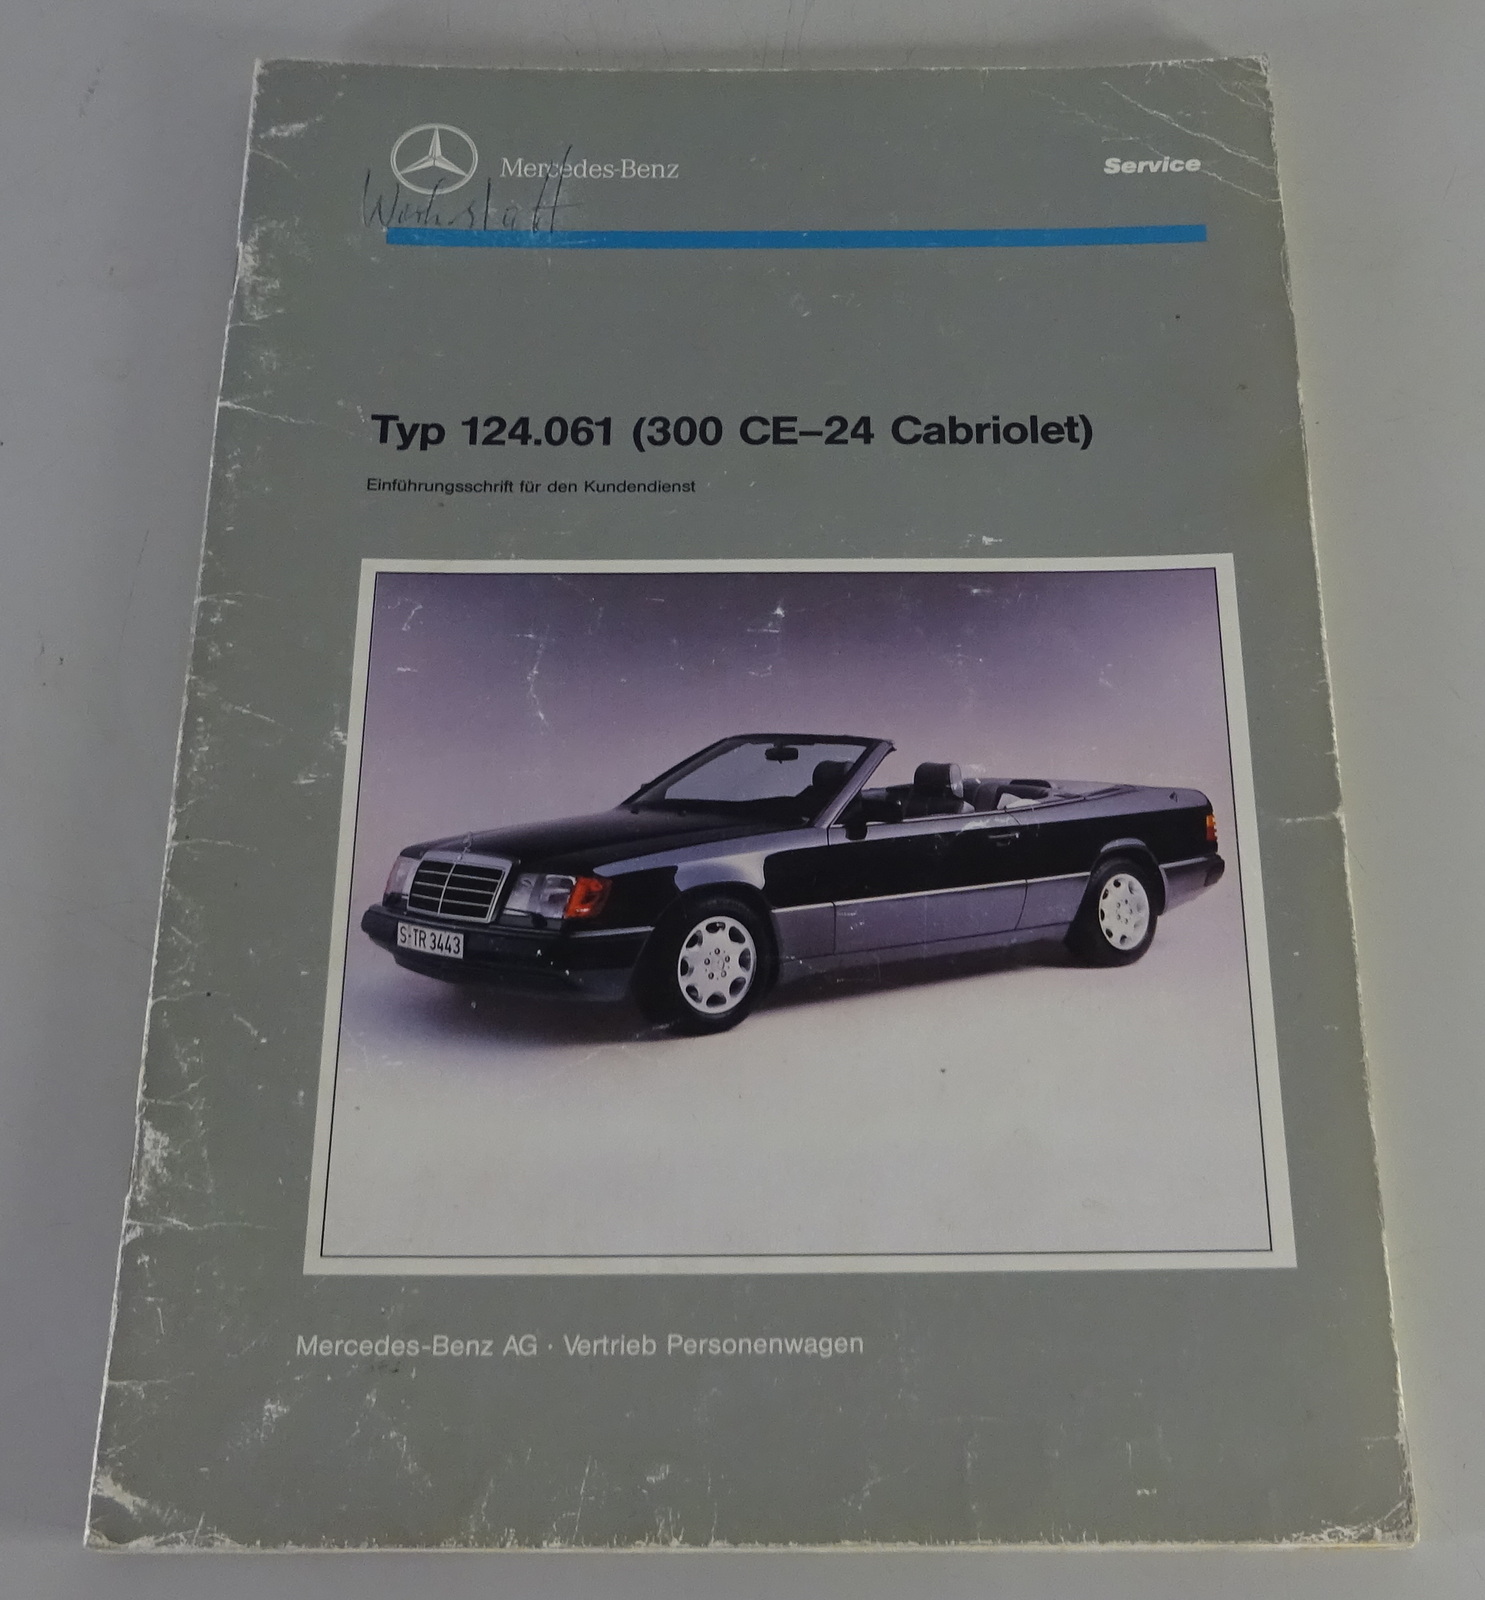 Mercedes-Benz
Service
Werkstatt
Typ 124.061 (300 CE–24 Cabriolet)
Einführungsschrift für den Kundendienst
S-TR 3443
Mercedes-Benz AG · Vertrieb Personenwagen